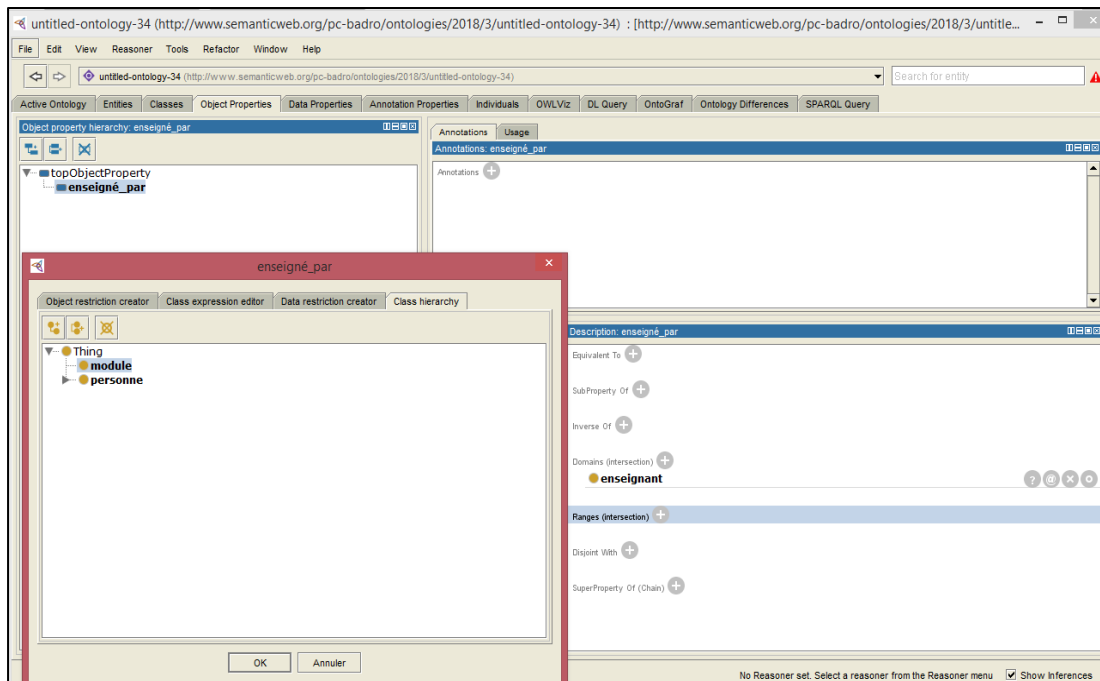 untitled-ontology-34 (http://www.semanticweb.org/pc-badro/ontologies/2018/3/untitled-ontology-34) : [http://www.semanticweb.org/pc-badro/ontologies/2018/3/untitle...
File Edit View Reasoner Tools Refactor Window Help
untitled-ontology-34 (http://www.semanticweb.org/pc-badro/ontologies/2018/3/untitled-ontology-34)
Search for entity
Active Ontology Entities Classes Object Properties Data Properties Annotation Properties Individuals OWLViz DL Query OntoGraf Ontology Differences SPARQL Query
Object property hierarchy: enseigné_par
topObjectProperty
enseigné_par
Annotations Usage
Annotations: enseigné_par
Annotations
enseigné_par
Object restriction creator Class expression editor Data restriction creator Class hierarchy
Thing
module
personne
OK Annuler
Description: enseigné_par
Equivalent To
SubProperty Of
Inverse Of
Domains (intersection)
enseignant
Ranges (intersection)
Disjoint With
SuperProperty Of (Chain)
No Reasoner set. Select a reasoner from the Reasoner menu Show Inferences